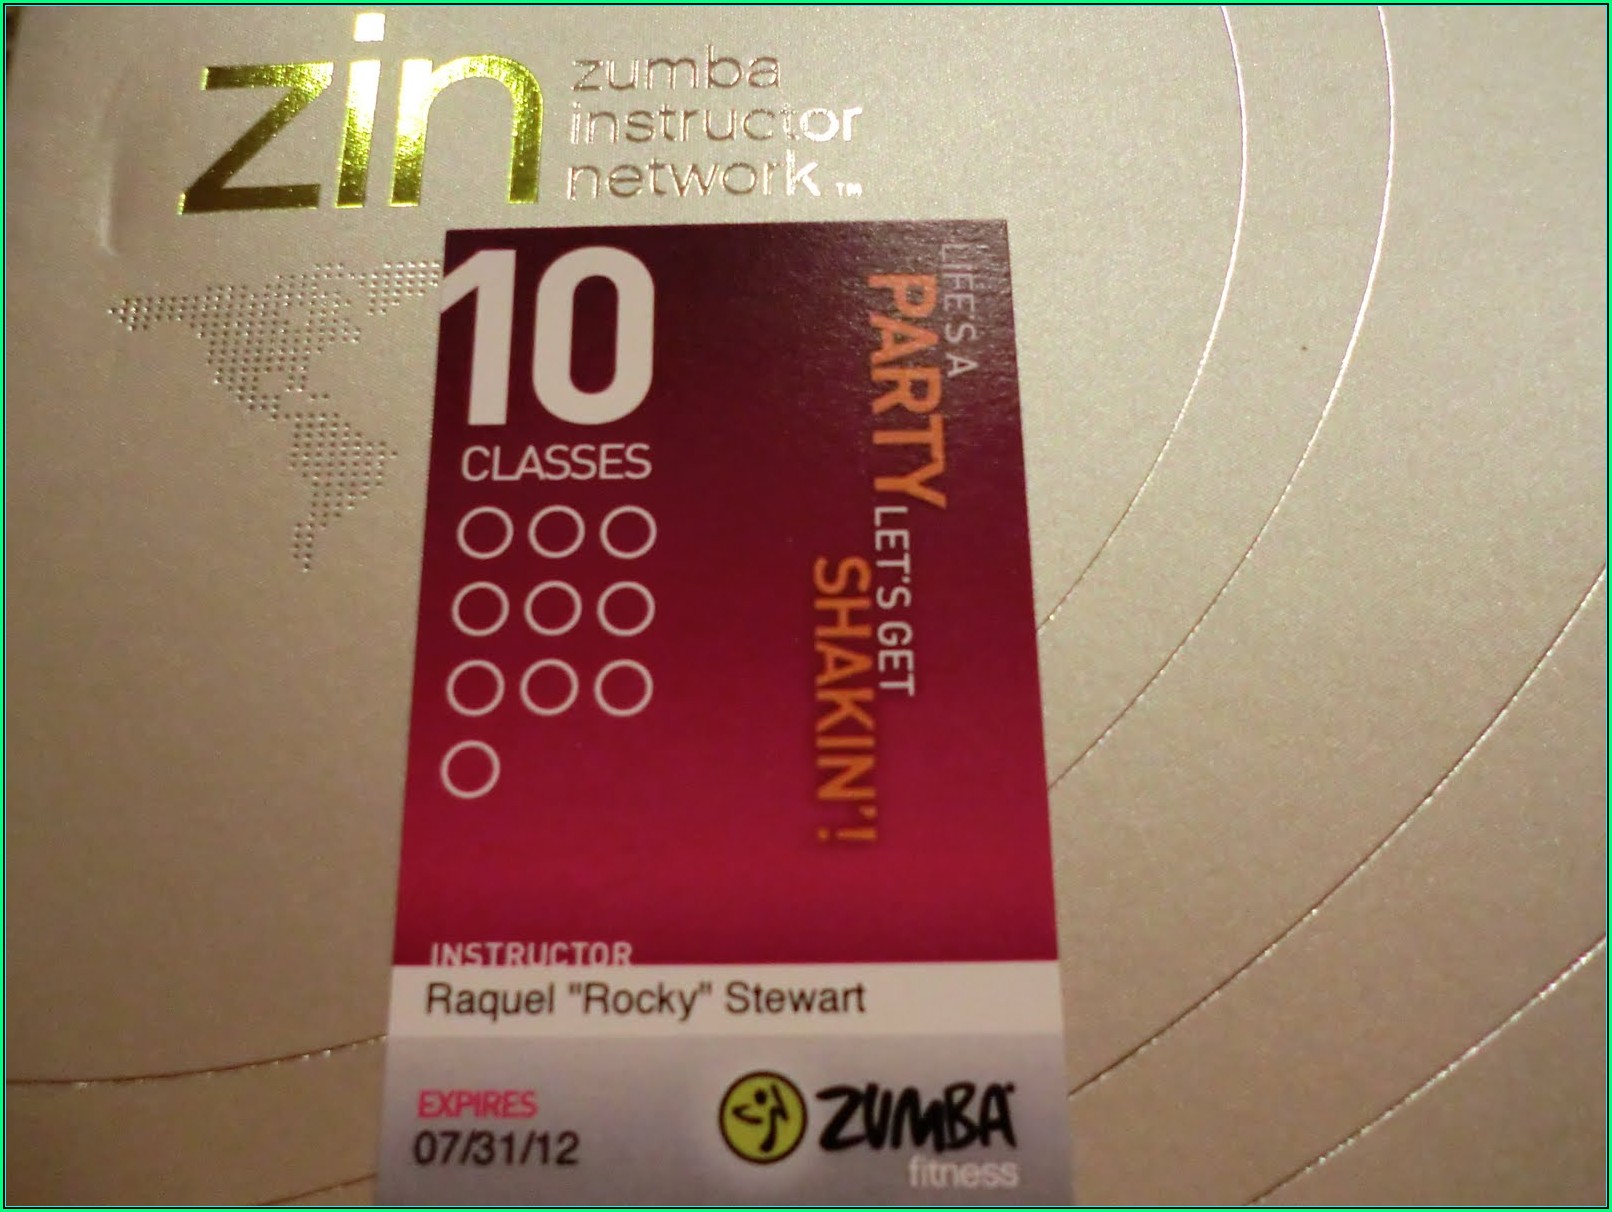 zin
zumba
instructor
network™
10
CLASSES
LIFE'S A
PARTY LET'S GET
SHAKIN'!
INSTRUCTOR
Raquel "Rocky" Stewart
EXPIRES
07/31/12
ZUMBA
fitness